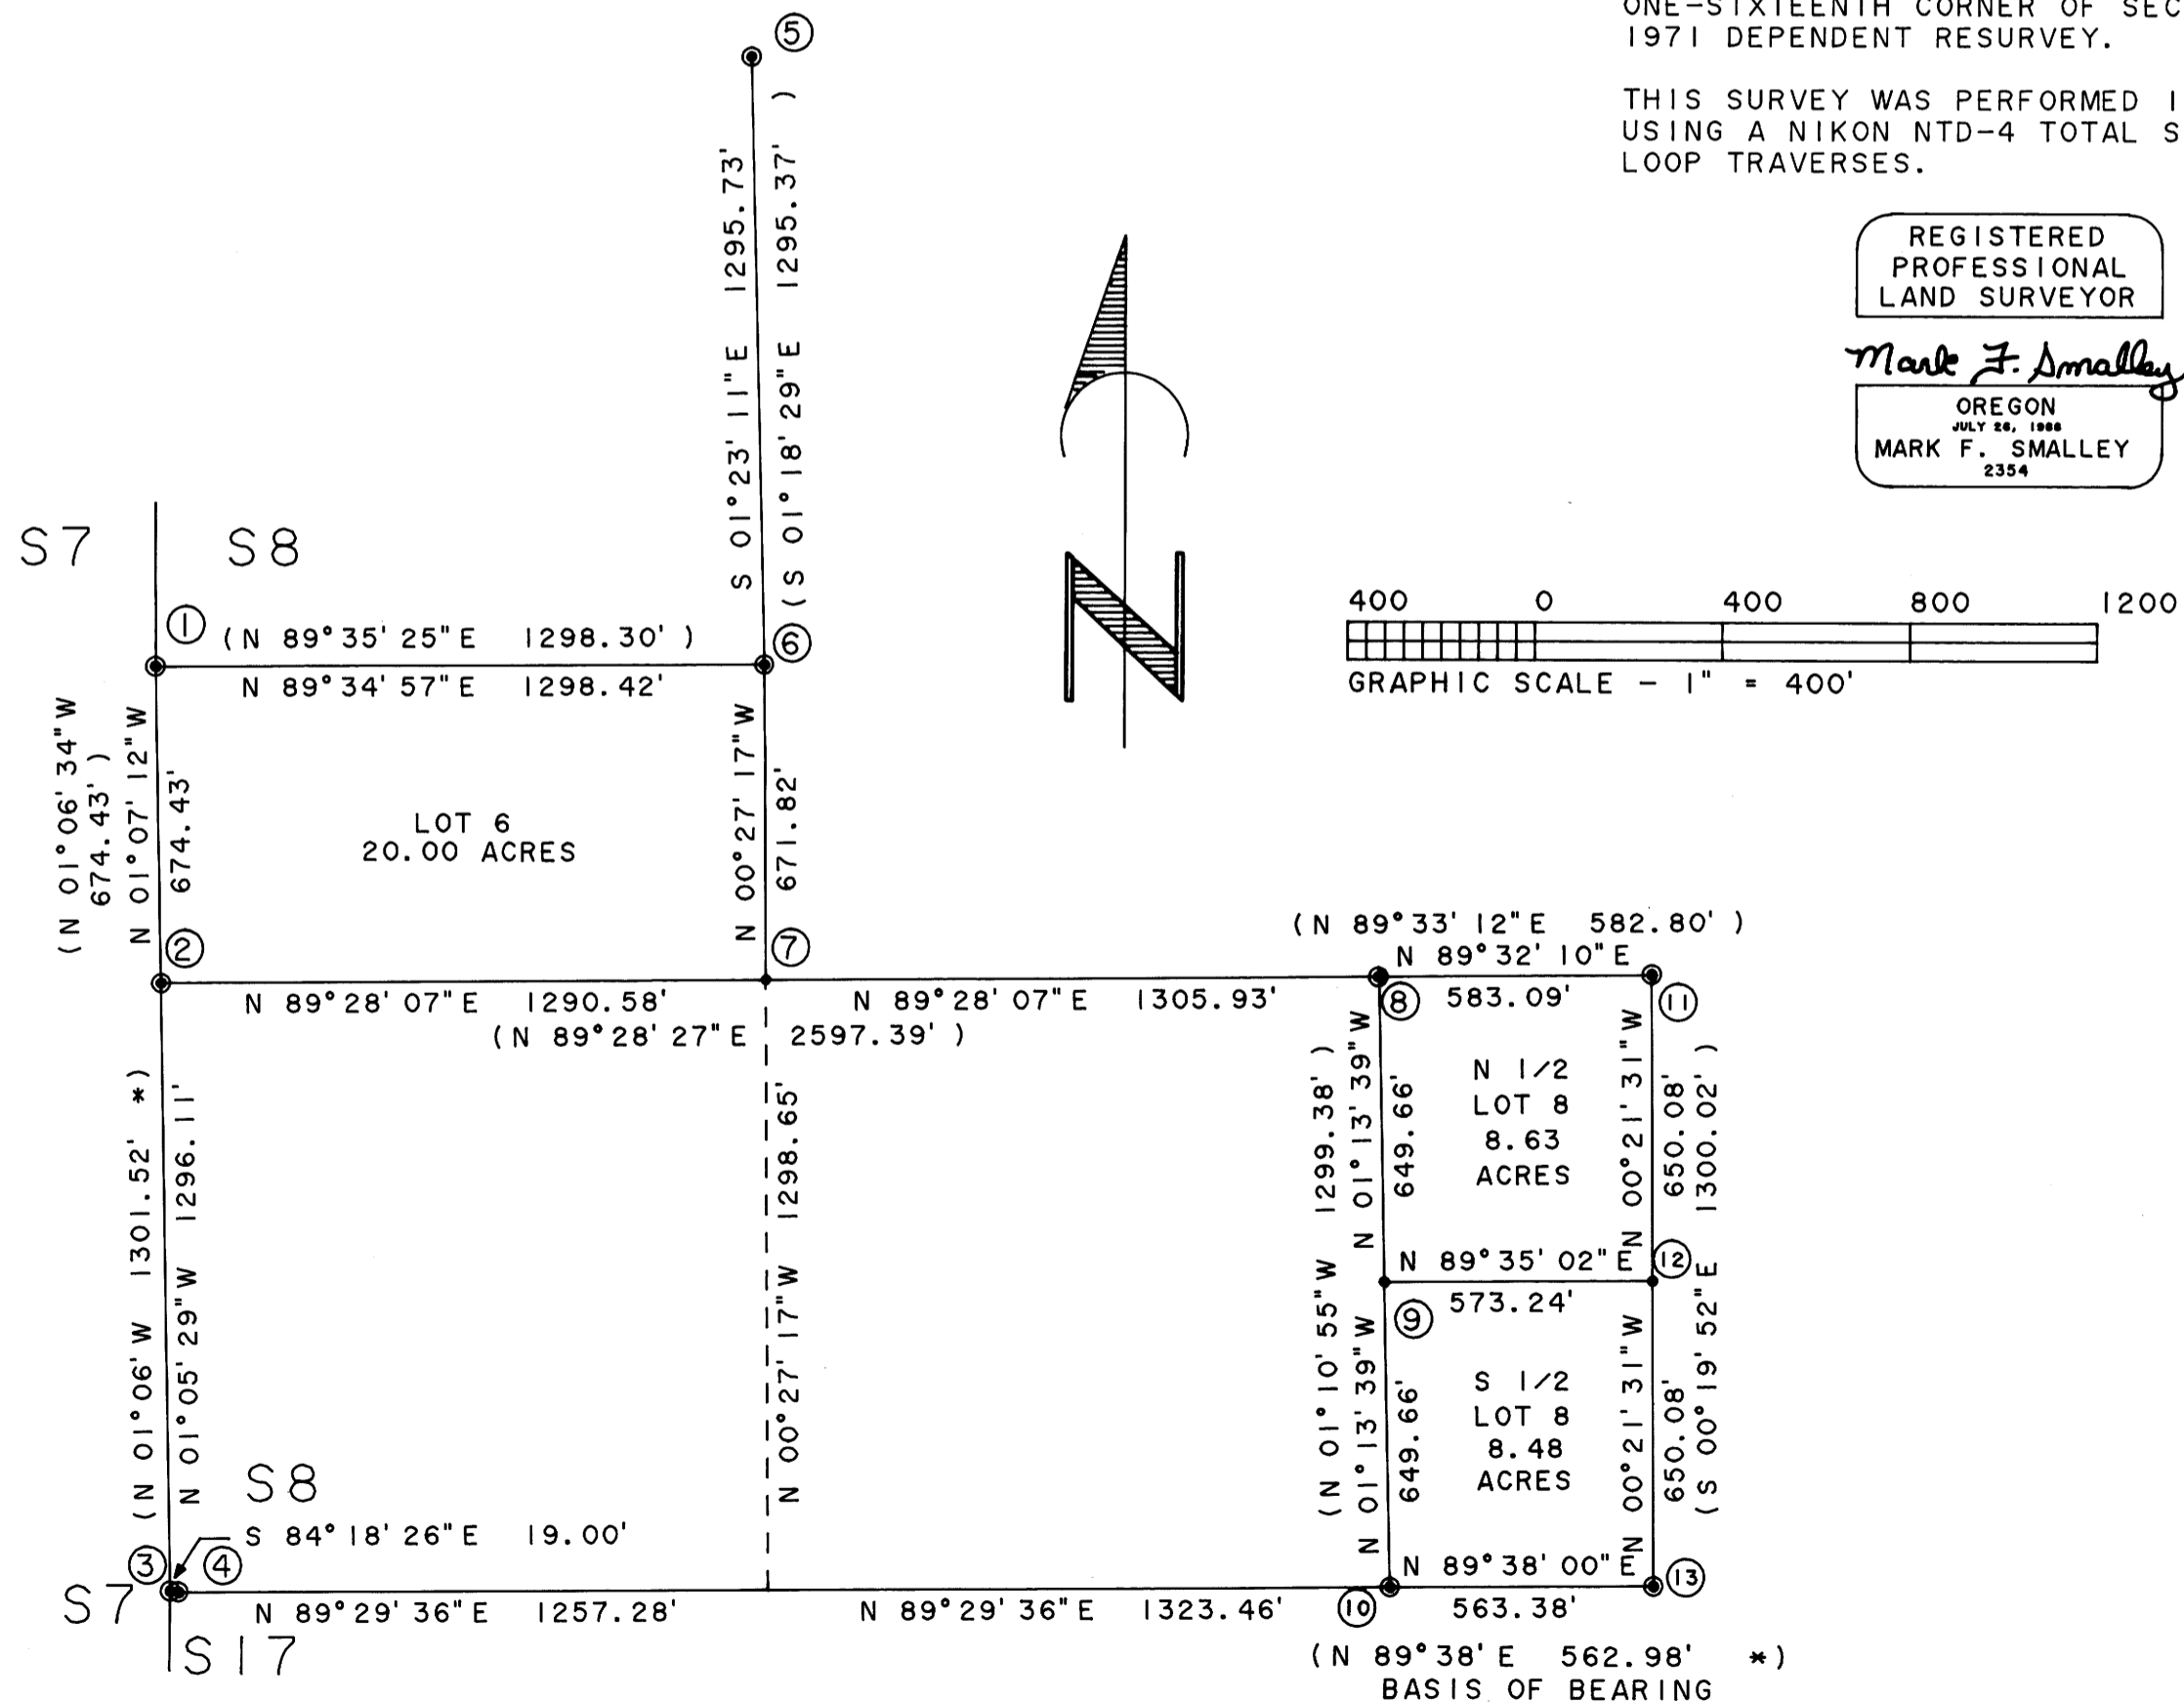 ONE-SIXTEENTH CORNER OF SEC
1971 DEPENDENT RESURVEY.
THIS SURVEY WAS PERFORMED I
USING A NIKON NTD-4 TOTAL S
LOOP TRAVERSES.
REGISTERED
PROFESSIONAL
LAND SURVEYOR
Mark F. Smalley
OREGON
JULY 26, 1988
MARK F. SMALLEY
2354
5
S 01°23'11"E 1295.73'
(S 01°18'29"E 1295.37' )
N
400 0 400 800 1200
GRAPHIC SCALE - 1" = 400'
S7
S8
1
(N 89°35'25"E 1298.30' )
6
N 89°34'57"E 1298.42'
(N 01°06'34"W
674.43' )
N 01°07'12"W
674.43'
LOT 6
20.00 ACRES
N 00°27'17"W
671.82'
2
7
N 89°28'07"E 1290.58'
N 89°28'07"E 1305.93'
(N 89°28'27"E 2597.39' )
(N 89°33'12"E 582.80' )
N 89°32'10"E
8
583.09'
11
(N 01°06'W 1301.52' *)
N 01°05'29"W 1296.11'
N 00°27'17"W 1298.65'
(N 01°10'55"W 1299.38' )
N 01°13'39"W
649.66'
N 1/2
LOT 8
8.63
ACRES
N 00°21'31"W
650.08'
(S 00°19'52"E 1300.02' )
N 89°35'02"E
12
573.24'
9
N 01°13'39"W
649.66'
S 1/2
LOT 8
8.48
ACRES
N 00°21'31"W
650.08'
S8
S 84°18'26"E 19.00'
3
4
N 89°38'00"E
13
S7
N 89°29'36"E 1257.28'
N 89°29'36"E 1323.46'
10
563.38'
S17
(N 89°38'E 562.98' *)
BASIS OF BEARING